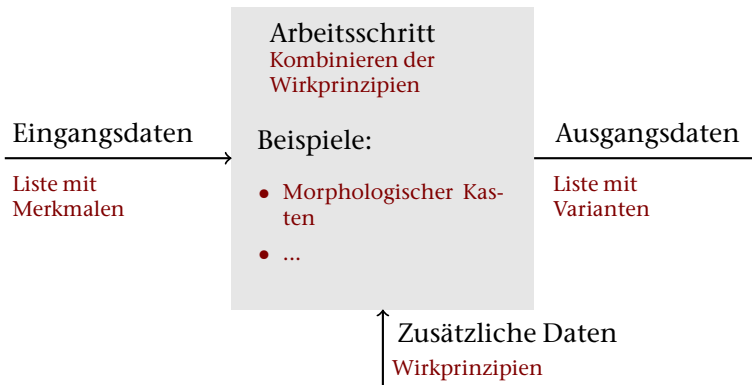 Arbeitsschritt
Kombinieren der
Wirkprinzipien
Eingangsdaten
Liste mit
Merkmalen
Beispiele:
• Morphologischer Kas-
ten
• ...
Ausgangsdaten
Liste mit
Varianten
Zusätzliche Daten
Wirkprinzipien